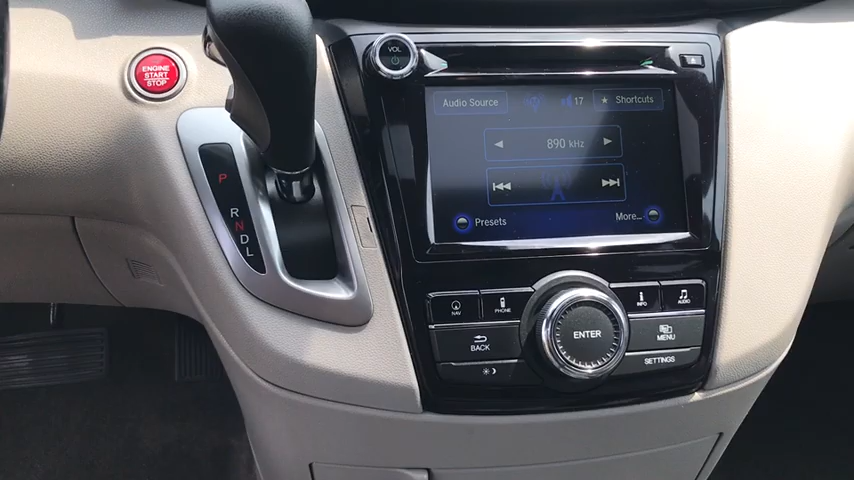 ENGINE
START
STOP
P
R
N
D
L
VOL
Audio Source
17
★ Shortcuts
890 kHz
Presets
More...
NAV
PHONE
INFO
AUDIO
BACK
ENTER
MENU
SETTINGS